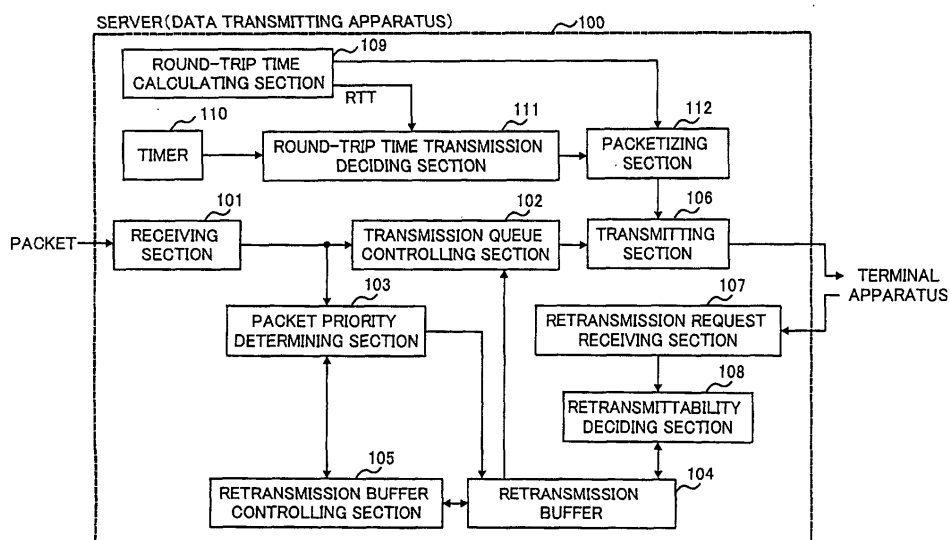 SERVER(DATA TRANSMITTING APPARATUS)
100
109
ROUND-TRIP TIME
CALCULATING SECTION
RTT
110
TIMER
111
ROUND-TRIP TIME TRANSMISSION
DECIDING SECTION
112
PACKETIZING
SECTION
PACKET
101
RECEIVING
SECTION
102
TRANSMISSION QUEUE
CONTROLLING SECTION
106
TRANSMITTING
SECTION
TERMINAL
APPARATUS
103
PACKET PRIORITY
DETERMINING SECTION
107
RETRANSMISSION REQUEST
RECEIVING SECTION
108
RETRANSMITTABILITY
DECIDING SECTION
105
RETRANSMISSION BUFFER
CONTROLLING SECTION
RETRANSMISSION
BUFFER
104